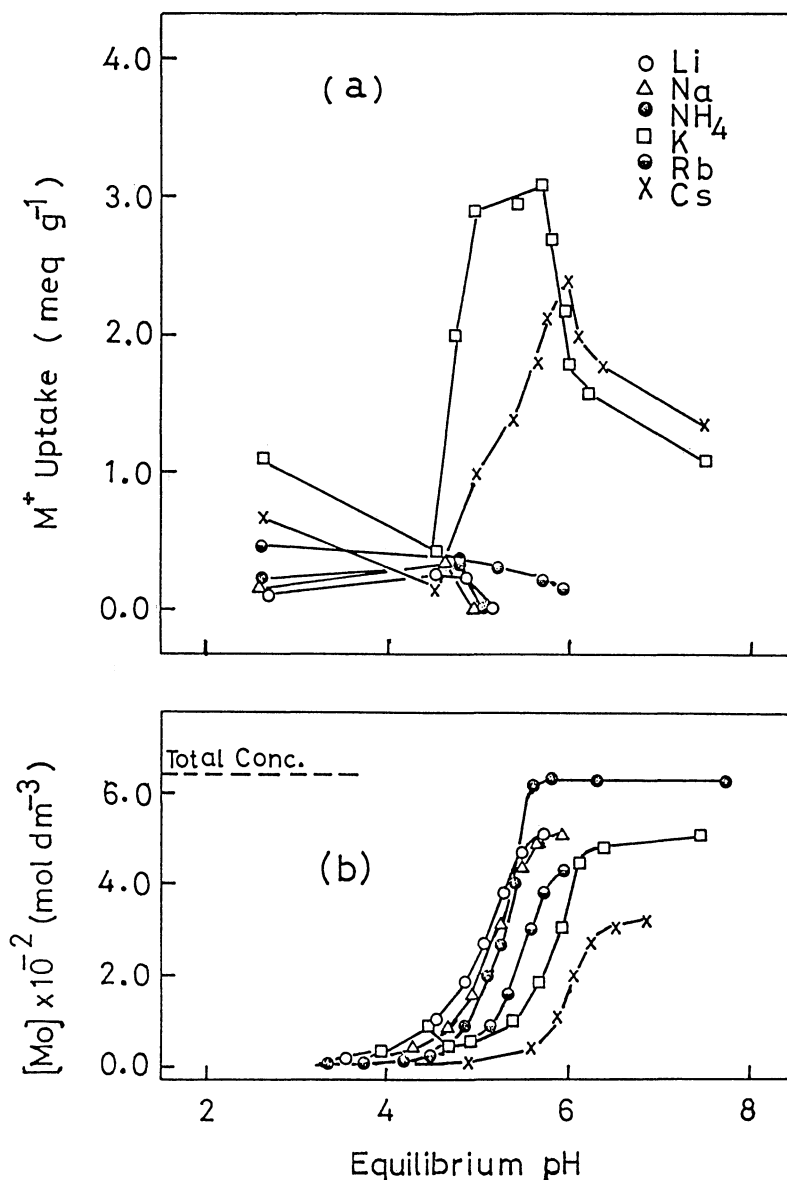 (a)
Li
Na
NH4
K
Rb
Cs
4.0
3.0
2.0
1.0
0.0
M+ Uptake (meq g-1)
Total Conc.
(b)
6.0
4.0
2.0
0.0
[Mo]x10-2 (mol dm-3)
2 4 6 8
Equilibrium pH